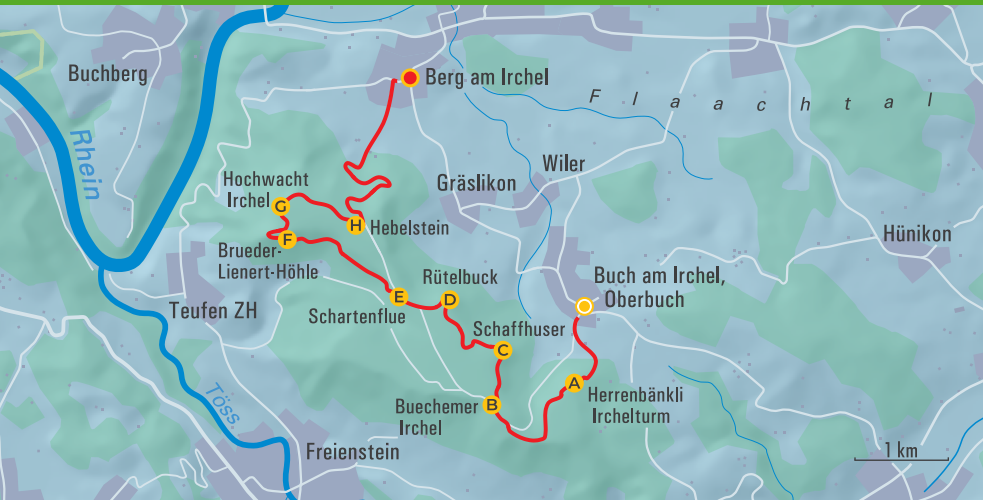 Buchberg
Berg am Irchel
Flaachtal
Rhein
Wiler
Hochwacht
Irchel
Gräslikon
G
H
Hebelstein
F
Brueder-
Lienert-Höhle
Hünikon
Rütelbuck
Buch am Irchel,
Oberbuch
E
D
Schartenflue
Teufen ZH
Schaffhuser
C
A
Herrenbänkli
Irchelturm
Töss
Buechemer
Irchel
B
Freienstein
1 km